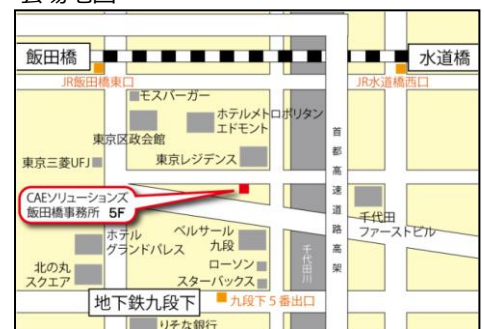 飯田橋
水道橋
JR飯田橋東口
JR水道橋西口
モスバーガー
ホテルメトロポリタン
エドモント
東京区政会館
東京三菱UFJ
東京レジデンス
首都高速道路高架
CAEソリューションズ
飯田橋事務所 5F
千代田
ファーストビル
ホテル
グランドパレス
ベルサール
九段
千代田川
北の丸
スクエア
ローソン
スターバックス
地下鉄九段下
九段下5番出口
りそな銀行